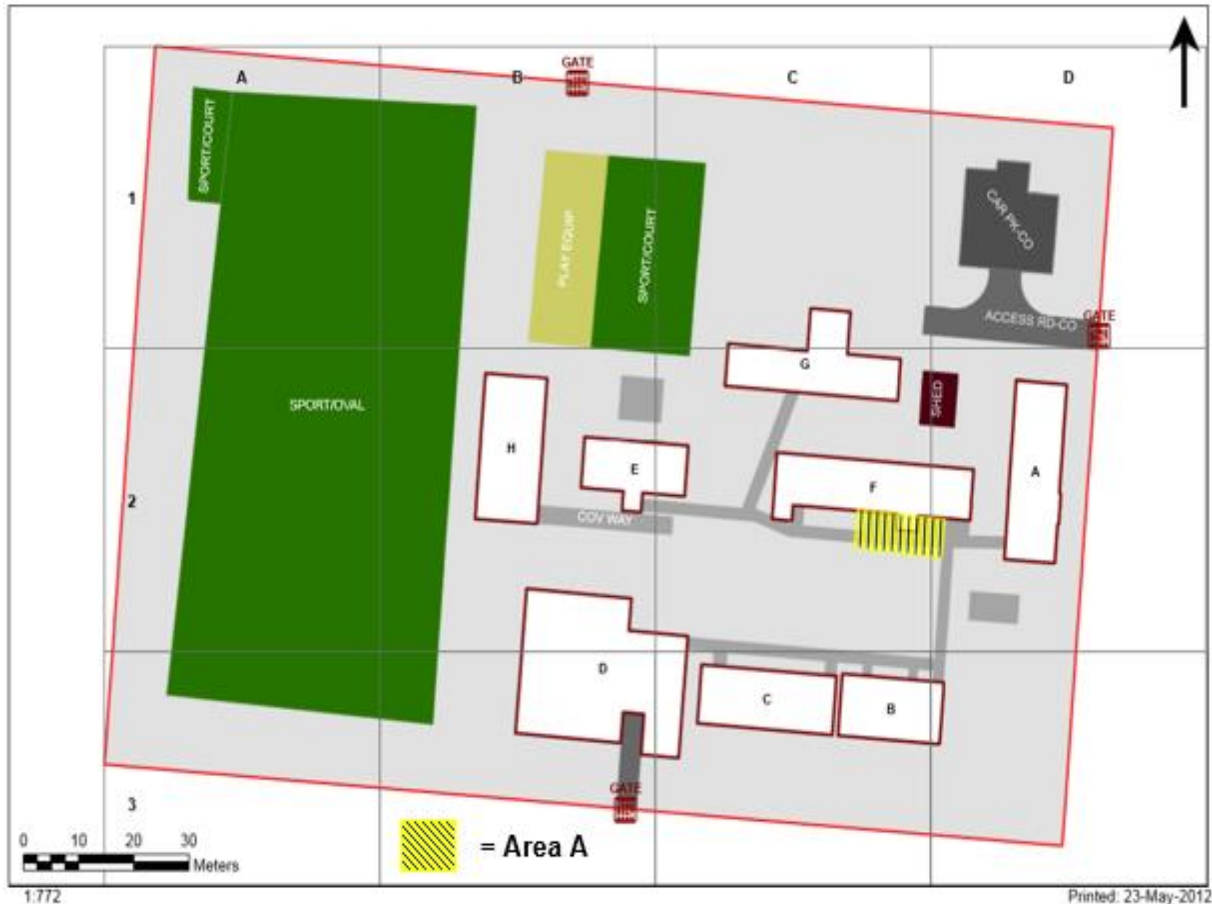 GATE
A
B
C
D
SPORT/COURT
1
PLAY EQUIP
SPORT/COURT
CAR PK-CO
ACCESS RD-CO
GATE
G
SHED
SPORT/OVAL
H
E
F
A
2
COV WAY
D
C
B
GATE
3
0 10 20 30
Meters
= Area A
1:772
Printed: 23-May-2012